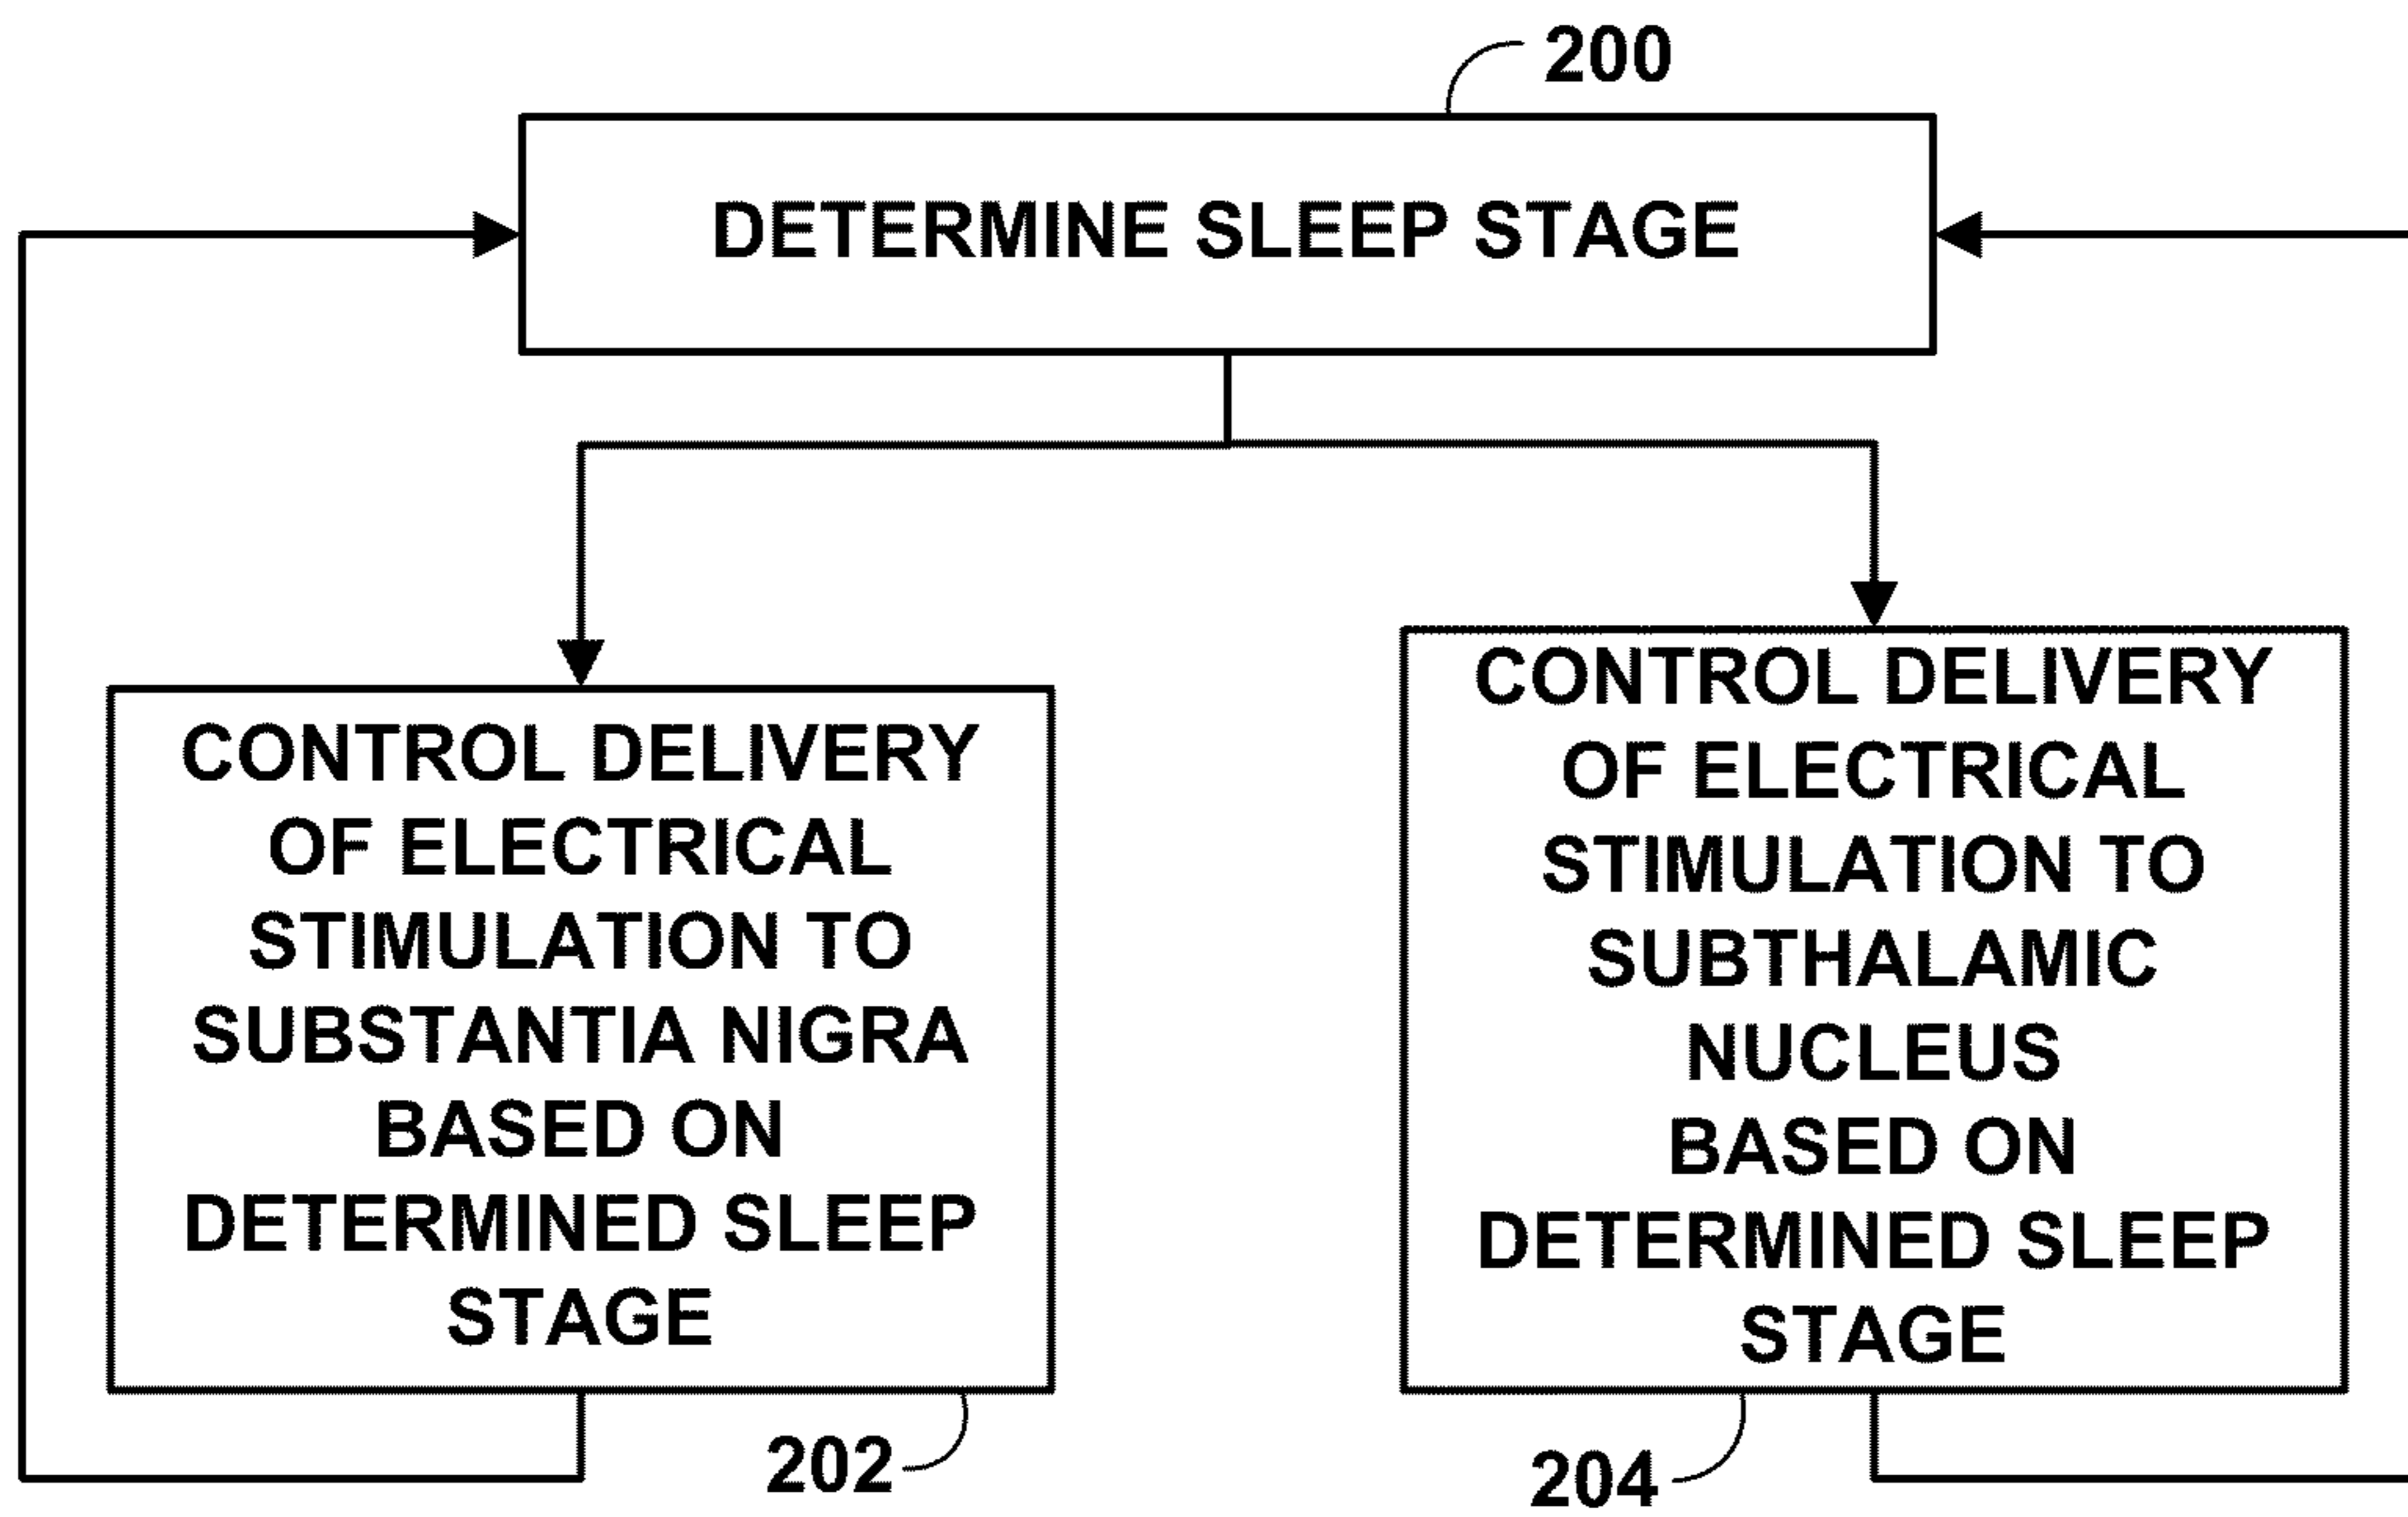 200
DETERMINE SLEEP STAGE
CONTROL DELIVERY
OF ELECTRICAL
STIMULATION TO
SUBSTANTIA NIGRA
BASED ON
DETERMINED SLEEP
STAGE
202
CONTROL DELIVERY
OF ELECTRICAL
STIMULATION TO
SUBTHALAMIC
NUCLEUS
BASED ON
DETERMINED SLEEP
STAGE
204